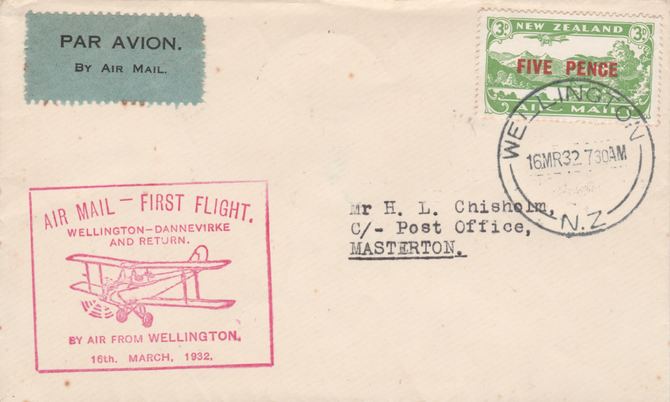 PAR AVION.
BY AIR MAIL.
3D NEW ZEALAND 3D
FIVE PENCE
AIR MAIL
WELLINGTON
16MR32 730AM
N.Z
AIR MAIL – FIRST FLIGHT.
WELLINGTON–DANNEVIRKE
AND RETURN.
BY AIR FROM WELLINGTON.
16th. MARCH, 1932.
Mr H. L. Chisholm,
C/- Post Office,
MASTERTON.